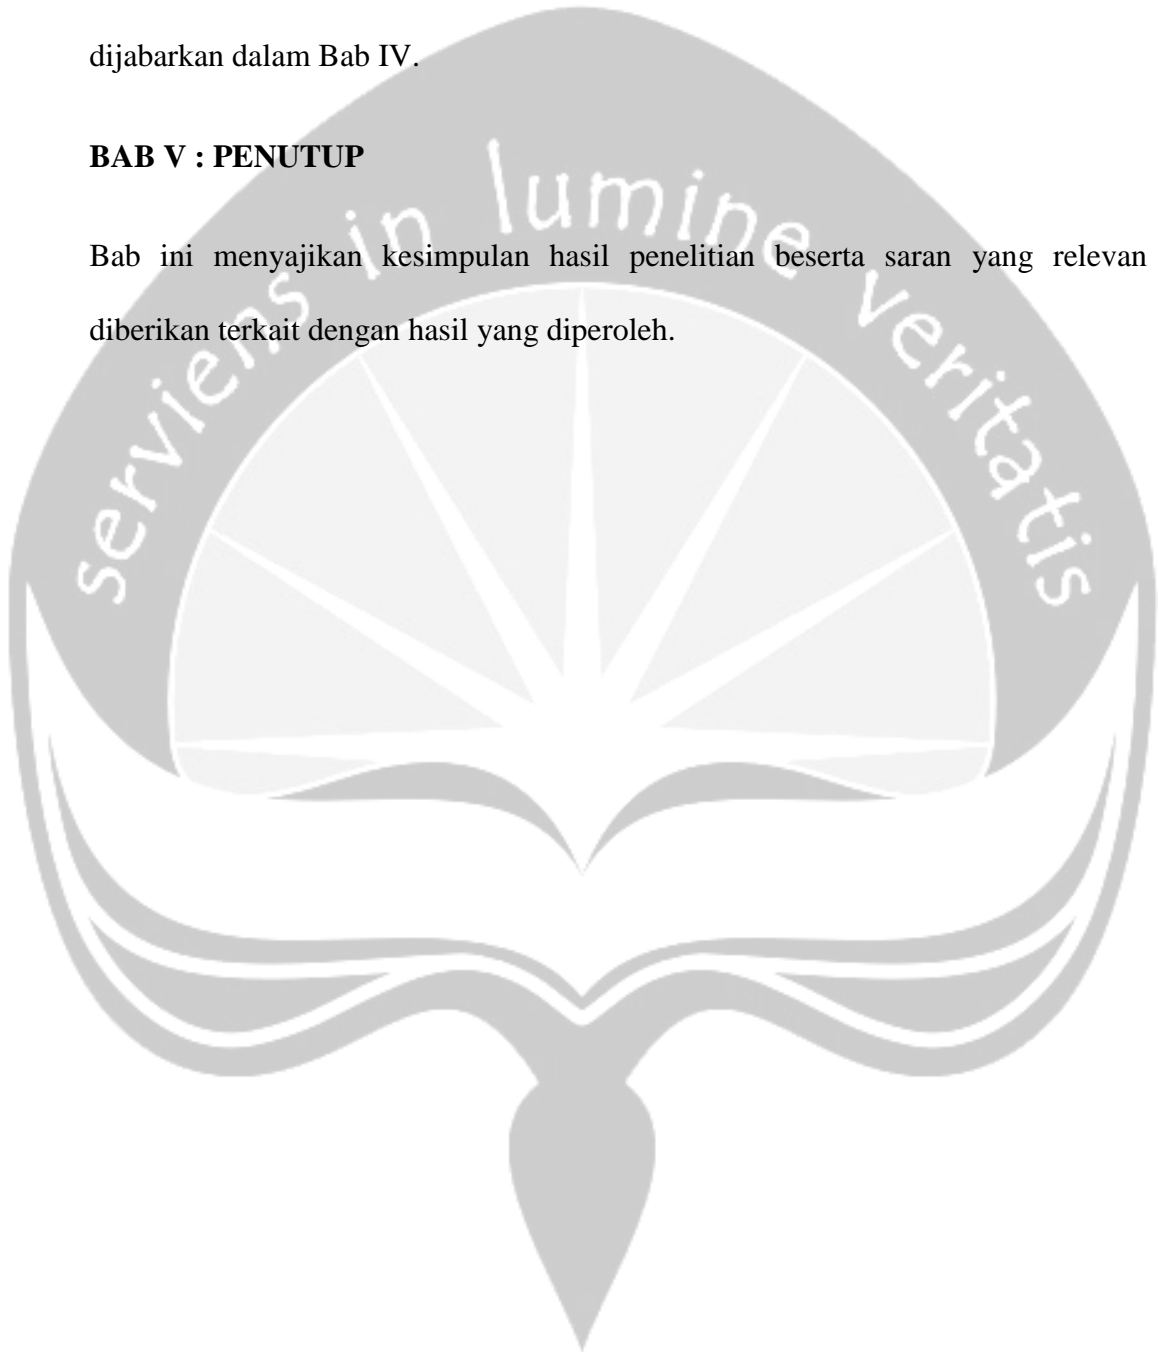 dijabarkan dalam Bab IV.
BAB V : PENUTUP
Bab ini menyajikan kesimpulan hasil penelitian beserta saran yang relevan
diberikan terkait dengan hasil yang diperoleh.
serviens in lumine veritatis